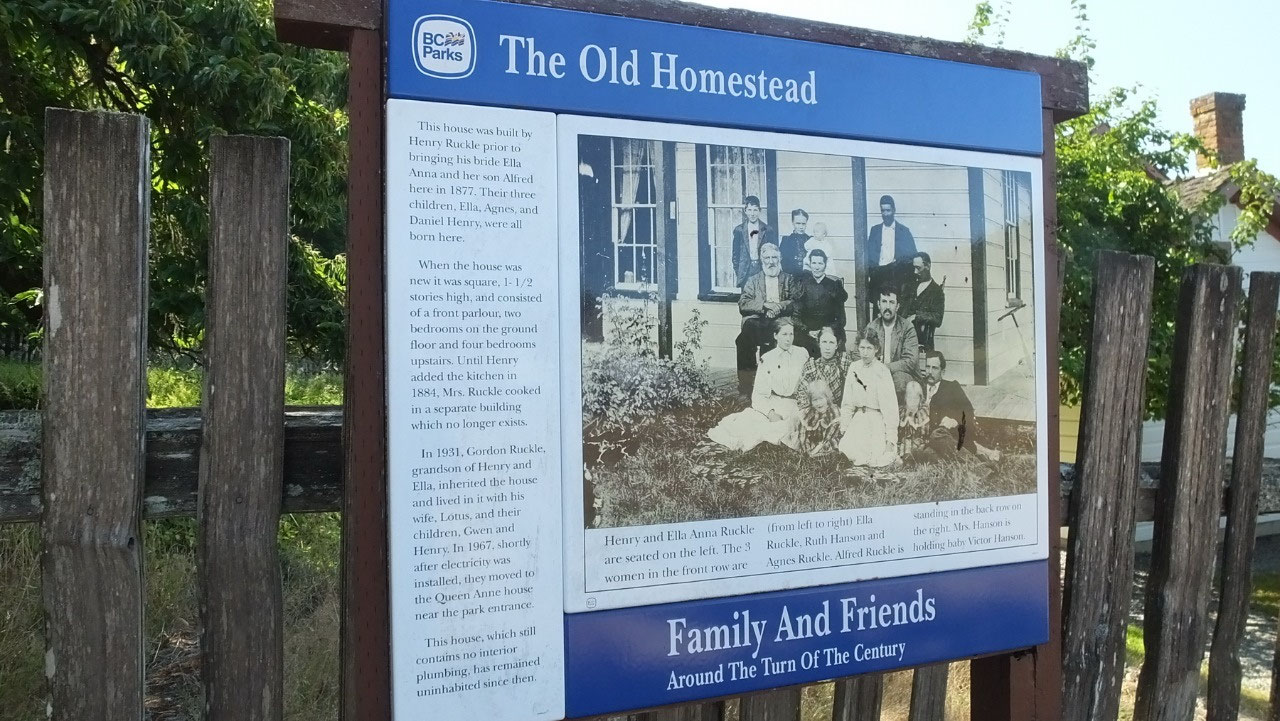 BC
Parks
The Old Homestead
This house was built by
Henry Ruckle prior to
bringing his bride Ella
Anna and her son Alfred
here in 1877. Their three
children, Ella, Agnes, and
Daniel Henry, were all
born here.
When the house was
new it was square, 1- 1/2
stories high, and consisted
of a front parlour, two
bedrooms on the ground
floor and four bedrooms
upstairs. Until Henry
added the kitchen in
1884, Mrs. Ruckle cooked
in a separate building
which no longer exists.
In 1931, Gordon Ruckle,
grandson of Henry and
Ella, inherited the house
and lived in it with his
wife, Lotus, and their
children, Gwen and
Henry. In 1967, shortly
after electricity was
installed, they moved to
the Queen Anne house
near the park entrance.
This house, which still
contains no interior
plumbing, has remained
uninhabited since then.
Henry and Ella Anna Ruckle
are seated on the left. The 3
women in the front row are
(from left to right) Ella
Ruckle, Ruth Hanson and
Agnes Ruckle. Alfred Ruckle is
standing in the back row on
the right. Mrs. Hanson is
holding baby Victor Hanson.
Family And Friends
Around The Turn Of The Century